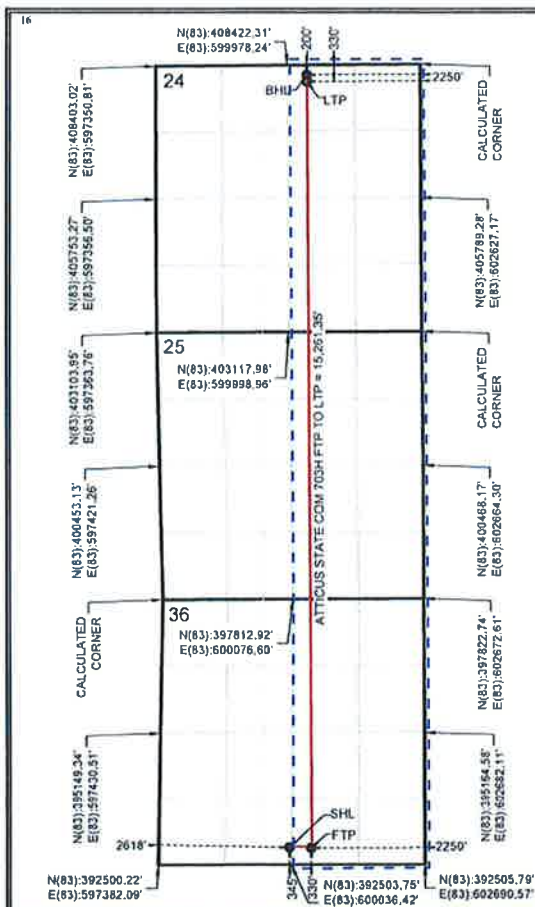 16
N(83):408422.31'
E(83):599978.24'
200'
330'
24
BHL
LTP
2250'
N(83):408403.02'
E(83):597350.81'
CALCULATED
CORNER
N(83):405753.27'
E(83):597356.50'
N(83):405789.28'
E(83):602627.17'
25
N(83):403103.95'
E(83):597363.76'
N(83):403117.98'
E(83):599998.96'
CALCULATED
CORNER
ATTICUS STATE COM 703H FTP TO LTP = 15,261.35'
N(83):400453.13'
E(83):597421.26'
N(83):400468.17'
E(83):602664.30'
36
CALCULATED
CORNER
N(83):397812.92'
E(83):600076.60'
N(83):397822.74'
E(83):602672.61'
N(83):395149.34'
E(83):597430.51'
N(83):395164.58'
E(83):602682.11'
SHL
2618'
FTP
2250'
345'
330'
N(83):392500.22'
E(83):597382.09'
N(83):392503.75'
E(83):600036.42'
N(83):392505.79'
E(83):602690.57'